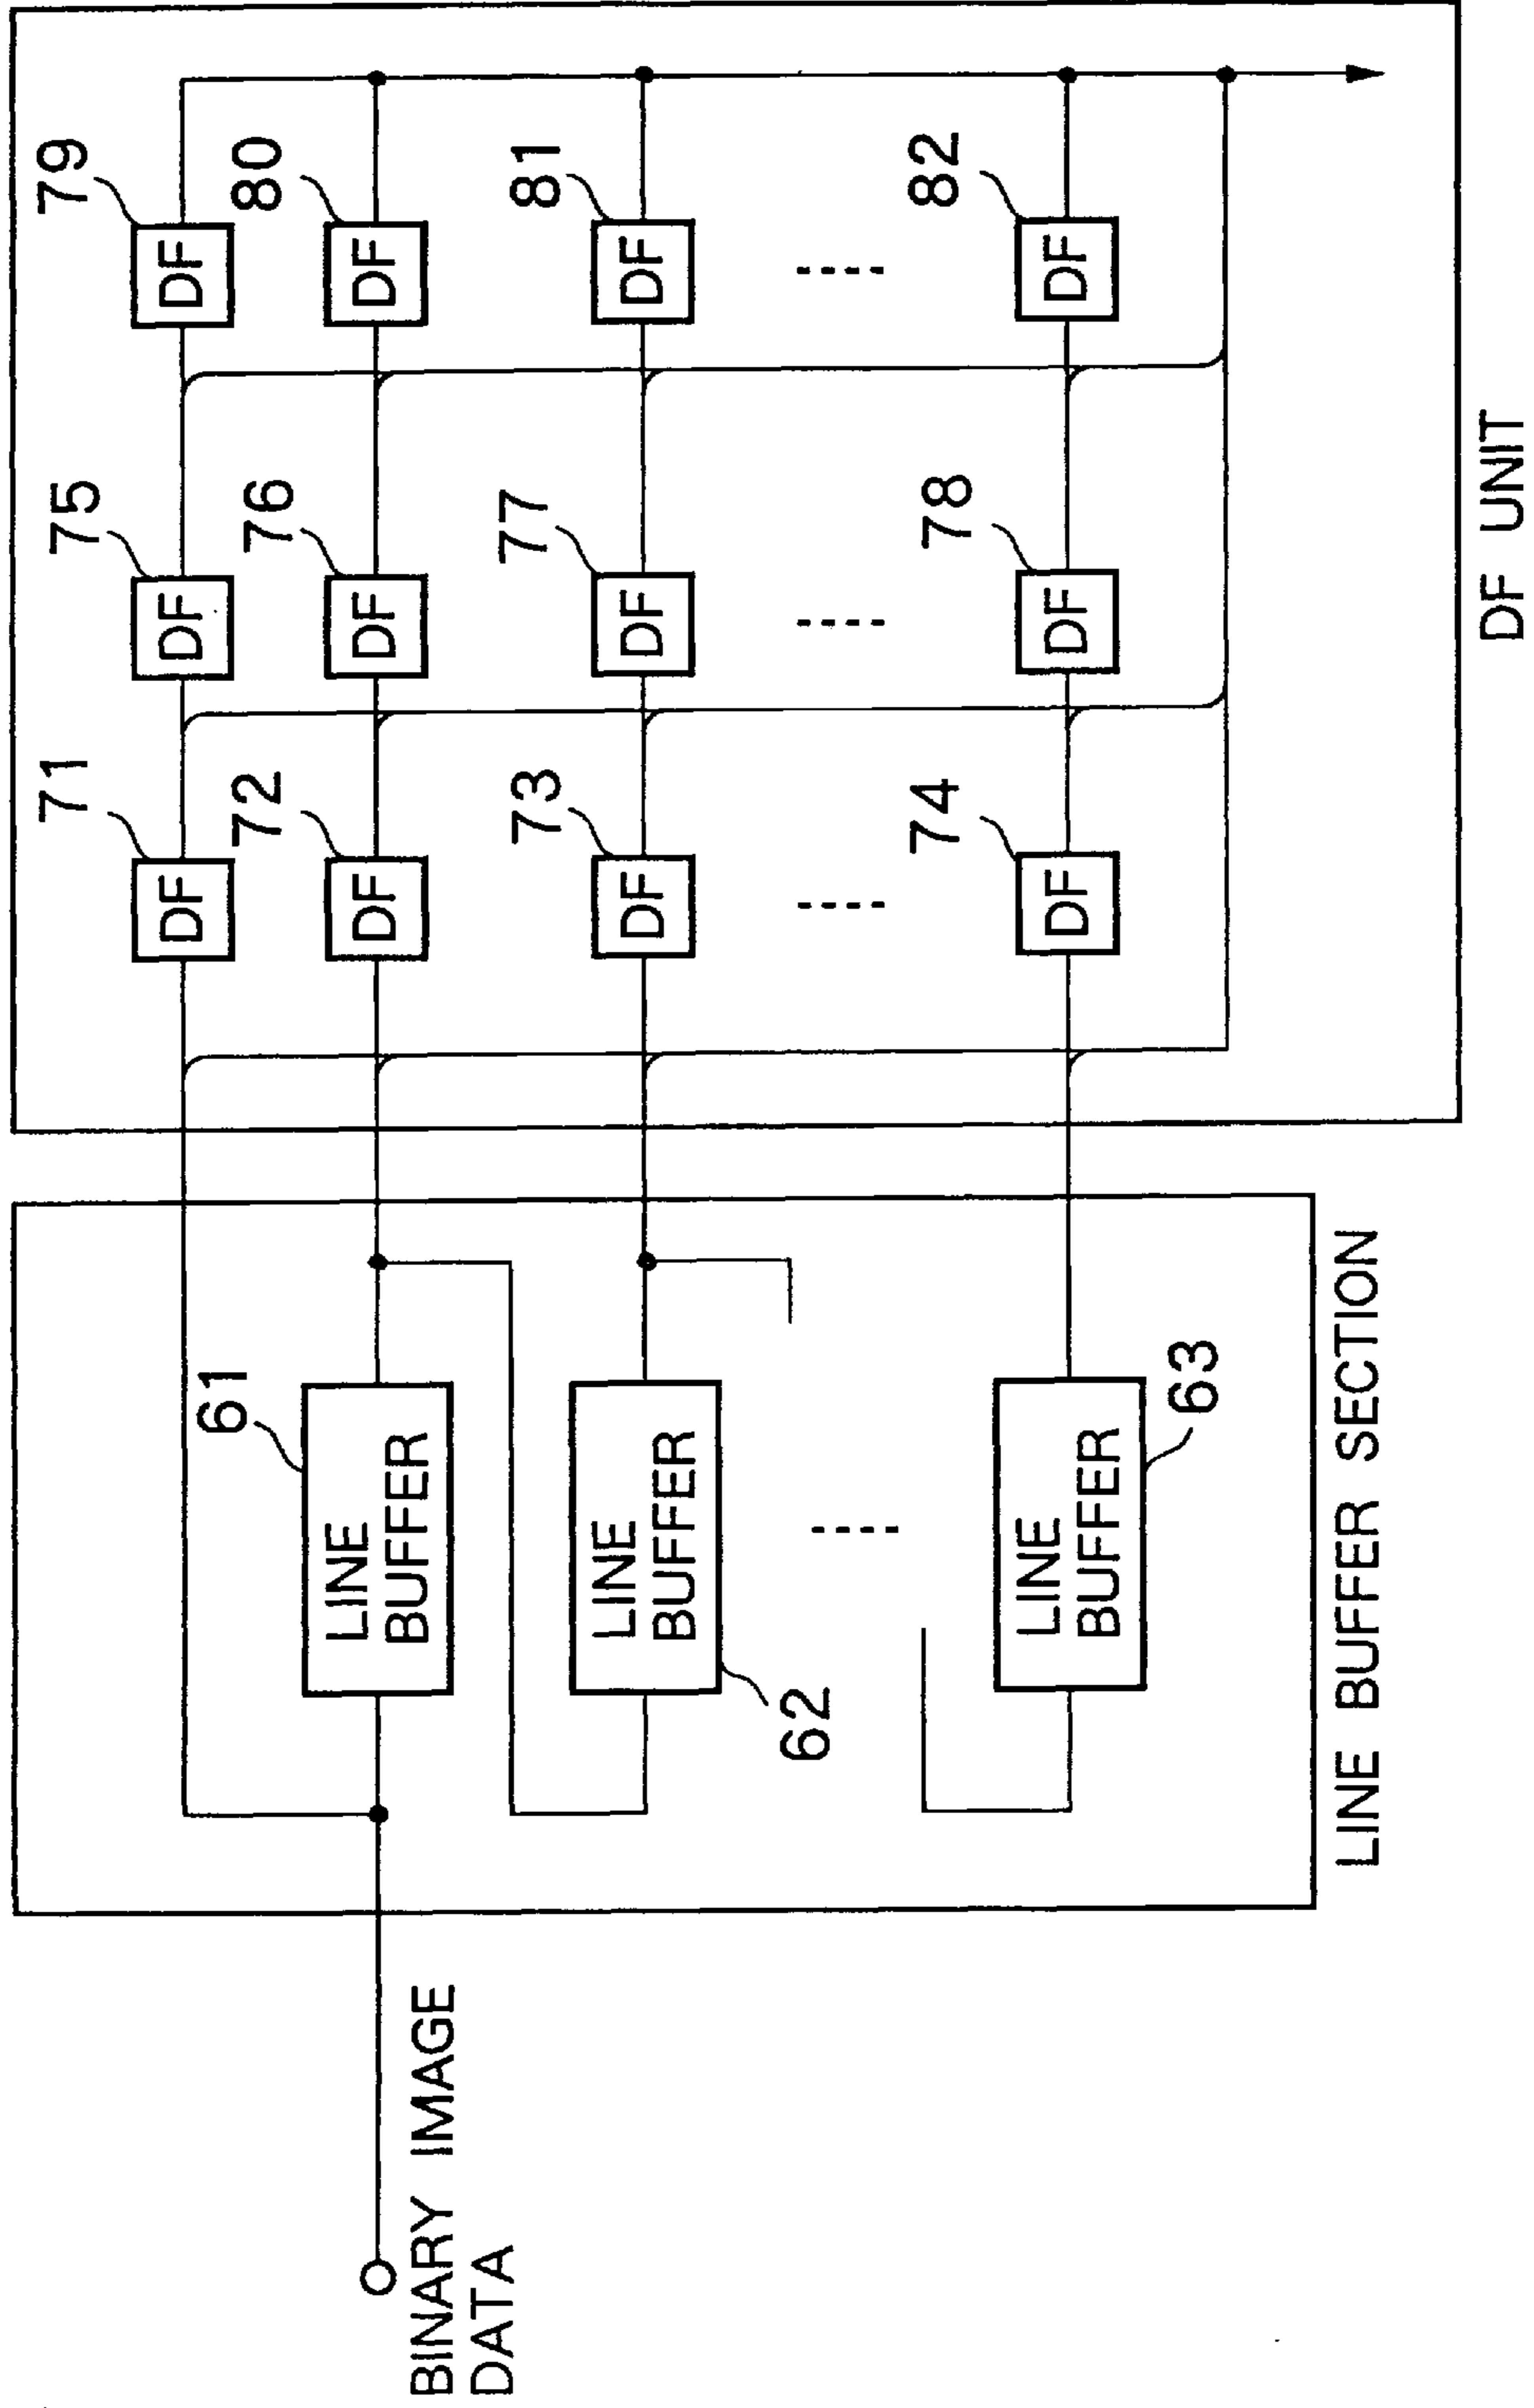 BINARY IMAGE
DATA
61
LINE
BUFFER
62
LINE
BUFFER
63
LINE
BUFFER
LINE BUFFER SECTION
71
DF
75
DF
79
DF
72
DF
76
DF
80
DF
73
DF
77
DF
81
DF
74
DF
78
DF
82
DF
DF UNIT